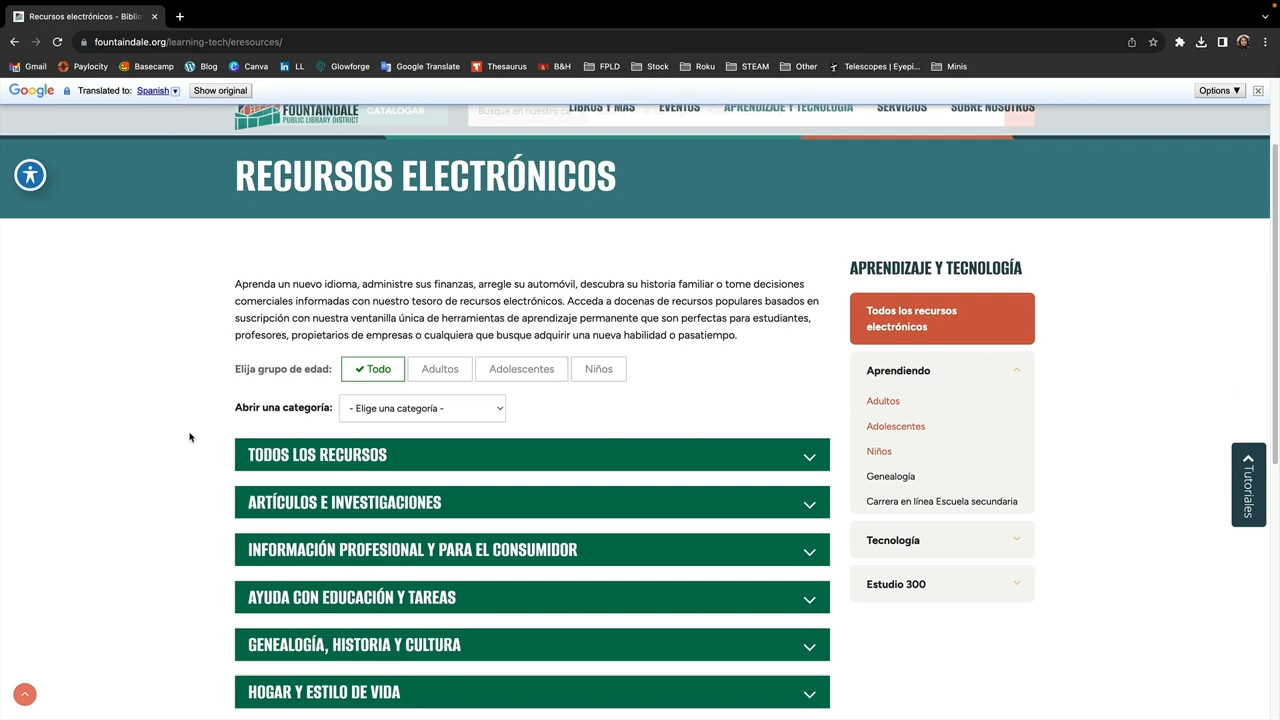 Recursos electrónicos - Biblio
fountaindale.org/learning-tech/eresources/
Gmail Paylocity Basecamp Blog Canva LL Glowforge Google Translate Thesaurus B&H FPLD Stock Roku STEAM Other Telescopes | Eyepi... Minis
Google Translated to: Spanish Show original Options ▼
FOUNTAINDALE
PUBLIC LIBRARY DISTRICT
CATALOGAR
Busque en nuestro ca
LIBROS Y MÁS EVENTOS APRENDIZAJE Y TECNOLOGÍA SERVICIOS SOBRE NOSOTROS
RECURSOS ELECTRÓNICOS
Aprenda un nuevo idioma, administre sus finanzas, arregle su automóvil, descubra su historia familiar o tome decisiones
comerciales informadas con nuestro tesoro de recursos electrónicos. Acceda a docenas de recursos populares basados en
suscripción con nuestra ventanilla única de herramientas de aprendizaje permanente que son perfectas para estudiantes,
profesores, propietarios de empresas o cualquiera que busque adquirir una nueva habilidad o pasatiempo.
Elija grupo de edad: Todo Adultos Adolescentes Niños
Abrir una categoría: - Elige una categoría -
TODOS LOS RECURSOS
ARTÍCULOS E INVESTIGACIONES
INFORMACIÓN PROFESIONAL Y PARA EL CONSUMIDOR
AYUDA CON EDUCACIÓN Y TAREAS
GENEALOGÍA, HISTORIA Y CULTURA
HOGAR Y ESTILO DE VIDA
APRENDIZAJE Y TECNOLOGÍA
Todos los recursos
electrónicos
Aprendiendo
Adultos
Adolescentes
Niños
Genealogía
Carrera en línea Escuela secundaria
Tecnología
Estudio 300
Tutoriales